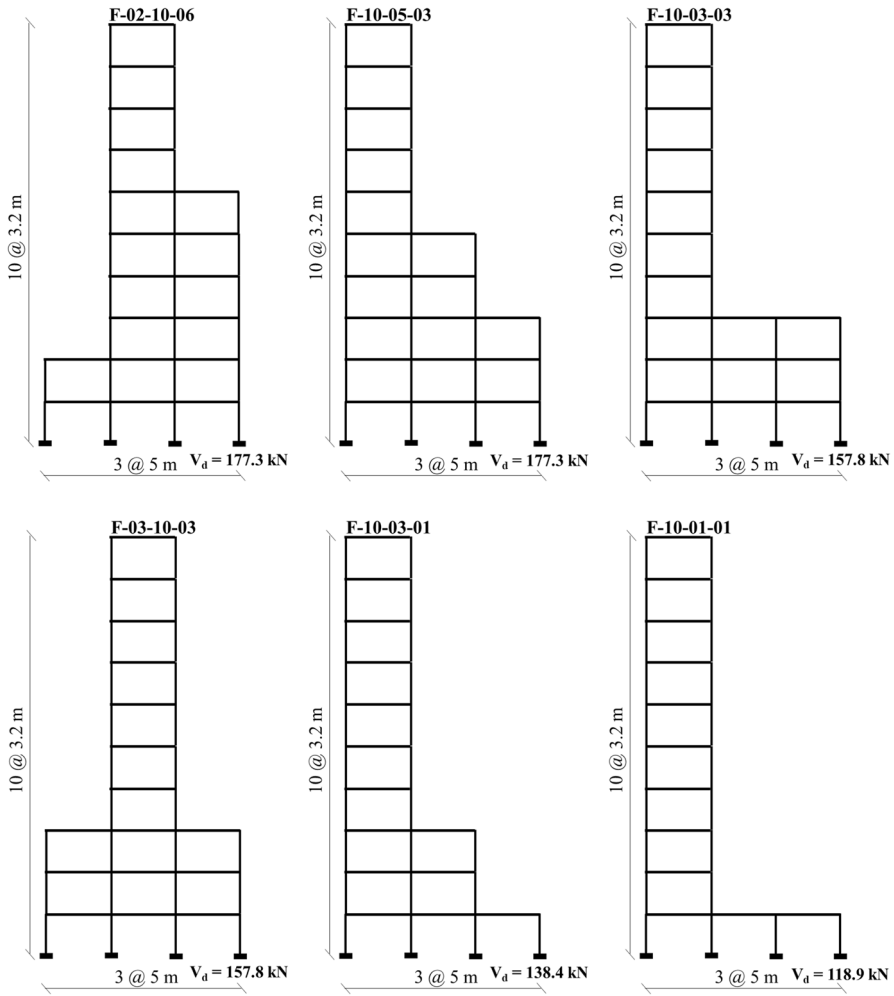 F-02-10-06
10 @ 3.2 m
3 @ 5 m
V_d = 177.3 kN
F-10-05-03
10 @ 3.2 m
3 @ 5 m
V_d = 177.3 kN
F-10-03-03
10 @ 3.2 m
3 @ 5 m
V_d = 157.8 kN
F-03-10-03
10 @ 3.2 m
3 @ 5 m
V_d = 157.8 kN
F-10-03-01
10 @ 3.2 m
3 @ 5 m
V_d = 138.4 kN
F-10-01-01
10 @ 3.2 m
3 @ 5 m
V_d = 118.9 kN